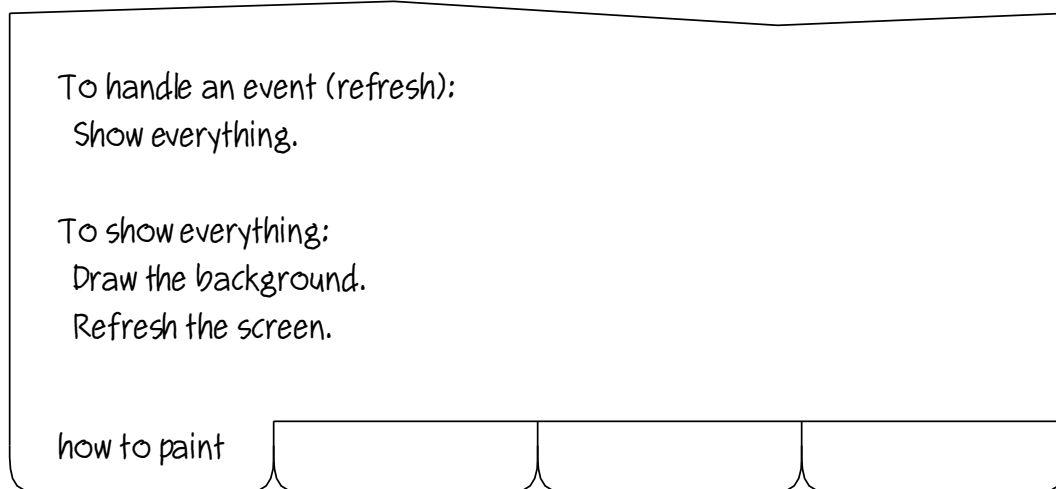 To handle an event (refresh):
Show everything.
To show everything:
Draw the background.
Refresh the screen.
how to paint